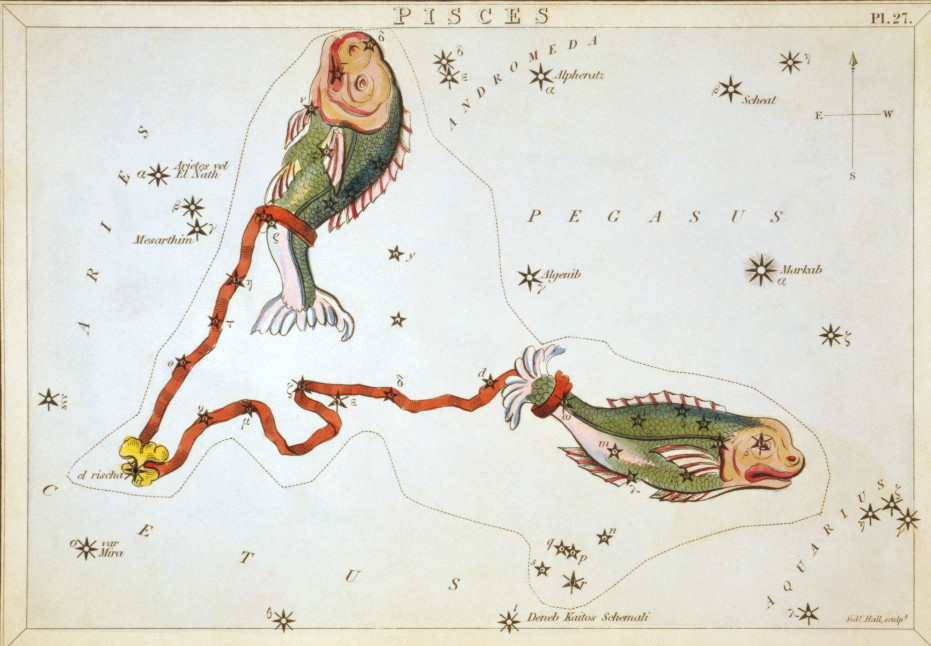 PISCES
Pl. 27.
ANDROMEDA
δ
Alpheratz
α
β
Scheat
η
E
W
S
ARIES
α
Arietes vel
El Nath
β
γ
Mesarthim
PEGASUS
Algenib
γ
Markab
α
ζ
y
η
π
ο
ν
μ
ζ
ξ
δ
d
ω
m
el rischa
CETUS
ο
var
Mira
n
q
p
s
r
Deneb Kaitos Schemali
AQUARIUS
Sidy. Hall, sculpt.